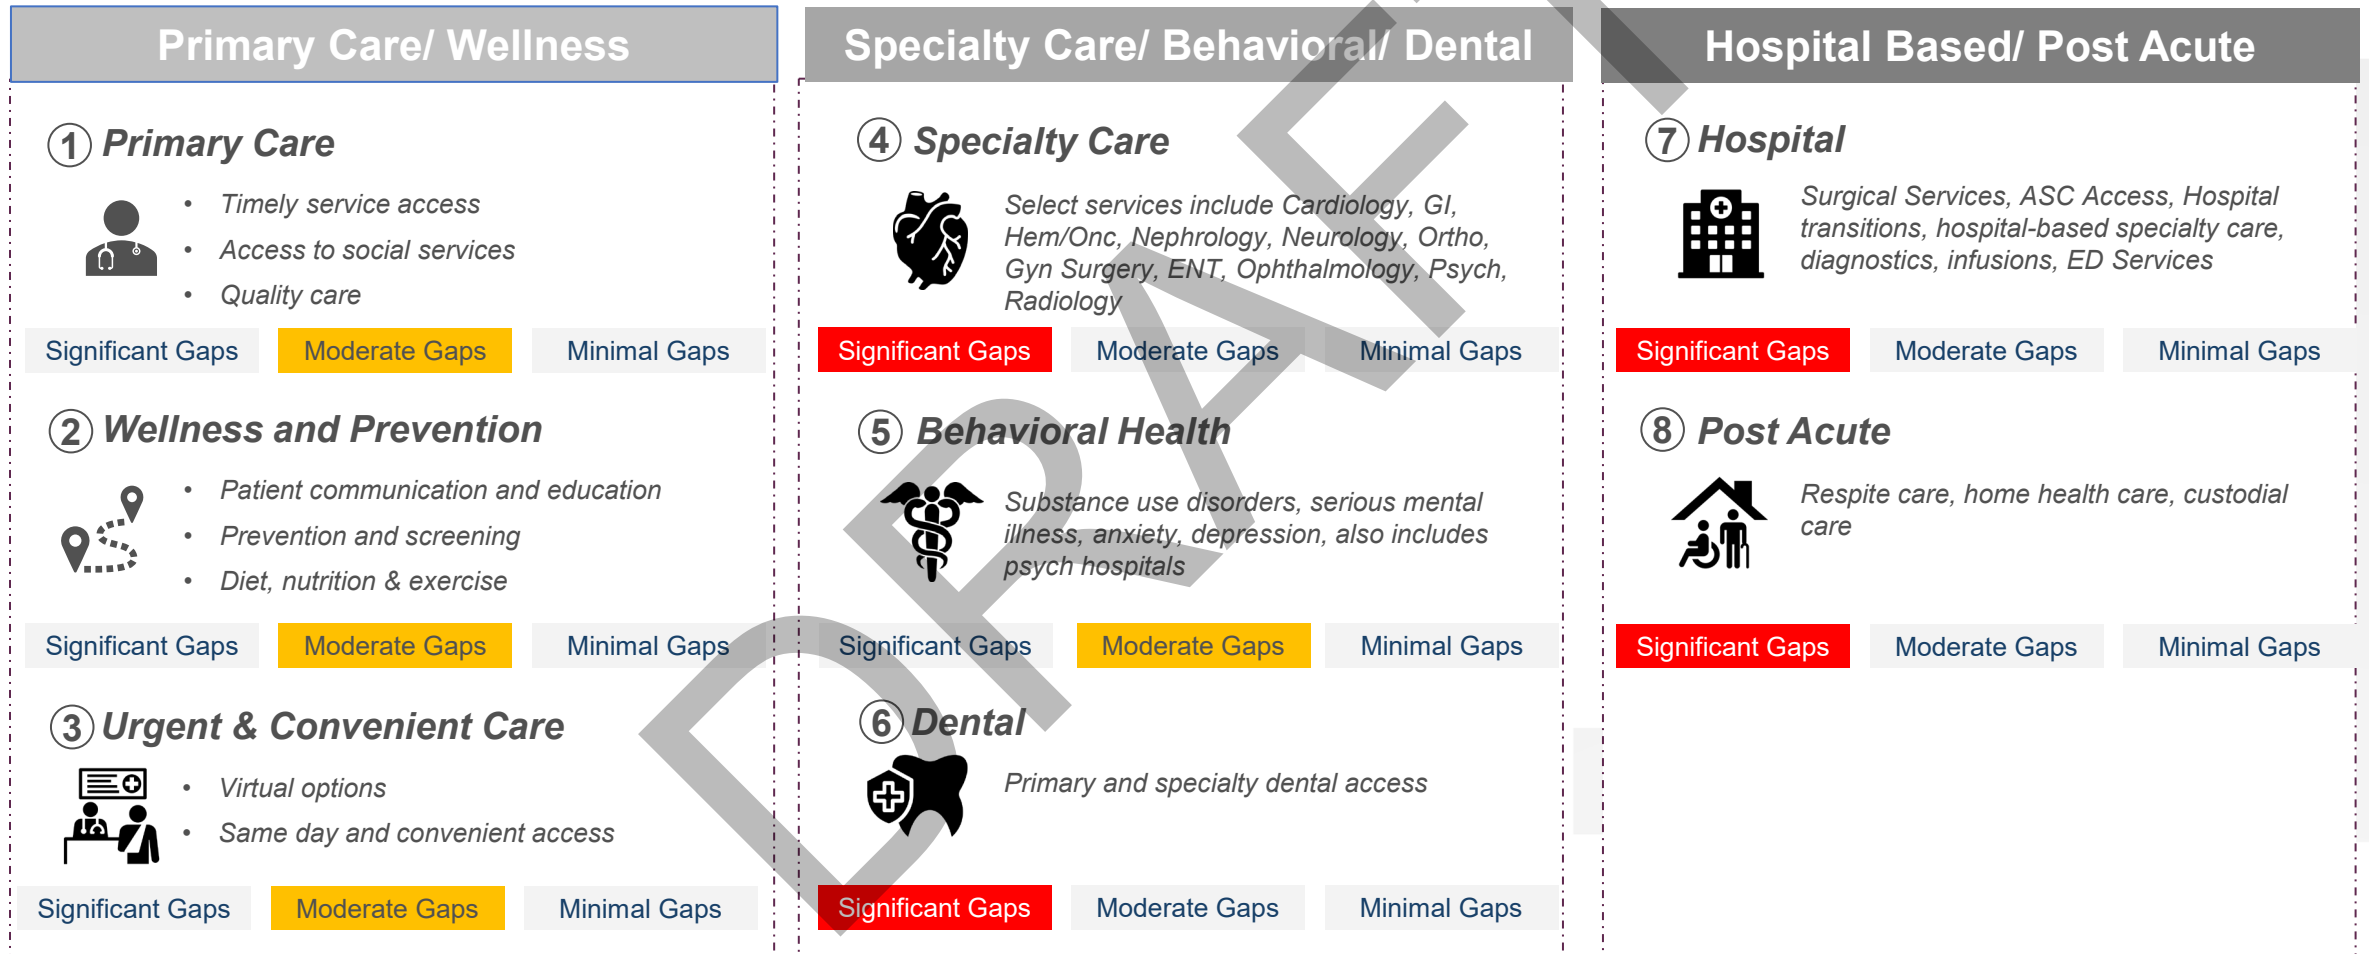 Primary Care/ Wellness
1 Primary Care
• Timely service access
• Access to social services
• Quality care
Significant Gaps Moderate Gaps Minimal Gaps
2 Wellness and Prevention
• Patient communication and education
• Prevention and screening
• Diet, nutrition & exercise
Significant Gaps Moderate Gaps Minimal Gaps
3 Urgent & Convenient Care
• Virtual options
• Same day and convenient access
Significant Gaps Moderate Gaps Minimal Gaps
Specialty Care/ Behavioral/ Dental
4 Specialty Care
Select services include Cardiology, GI,
Hem/Onc, Nephrology, Neurology, Ortho,
Gyn Surgery, ENT, Ophthalmology, Psych,
Radiology
Significant Gaps Moderate Gaps Minimal Gaps
5 Behavioral Health
Substance use disorders, serious mental
illness, anxiety, depression, also includes
psych hospitals
Significant Gaps Moderate Gaps Minimal Gaps
6 Dental
Primary and specialty dental access
Significant Gaps Moderate Gaps Minimal Gaps
Hospital Based/ Post Acute
7 Hospital
Surgical Services, ASC Access, Hospital
transitions, hospital-based specialty care,
diagnostics, infusions, ED Services
Significant Gaps Moderate Gaps Minimal Gaps
8 Post Acute
Respite care, home health care, custodial
care
Significant Gaps Moderate Gaps Minimal Gaps
DRAFT